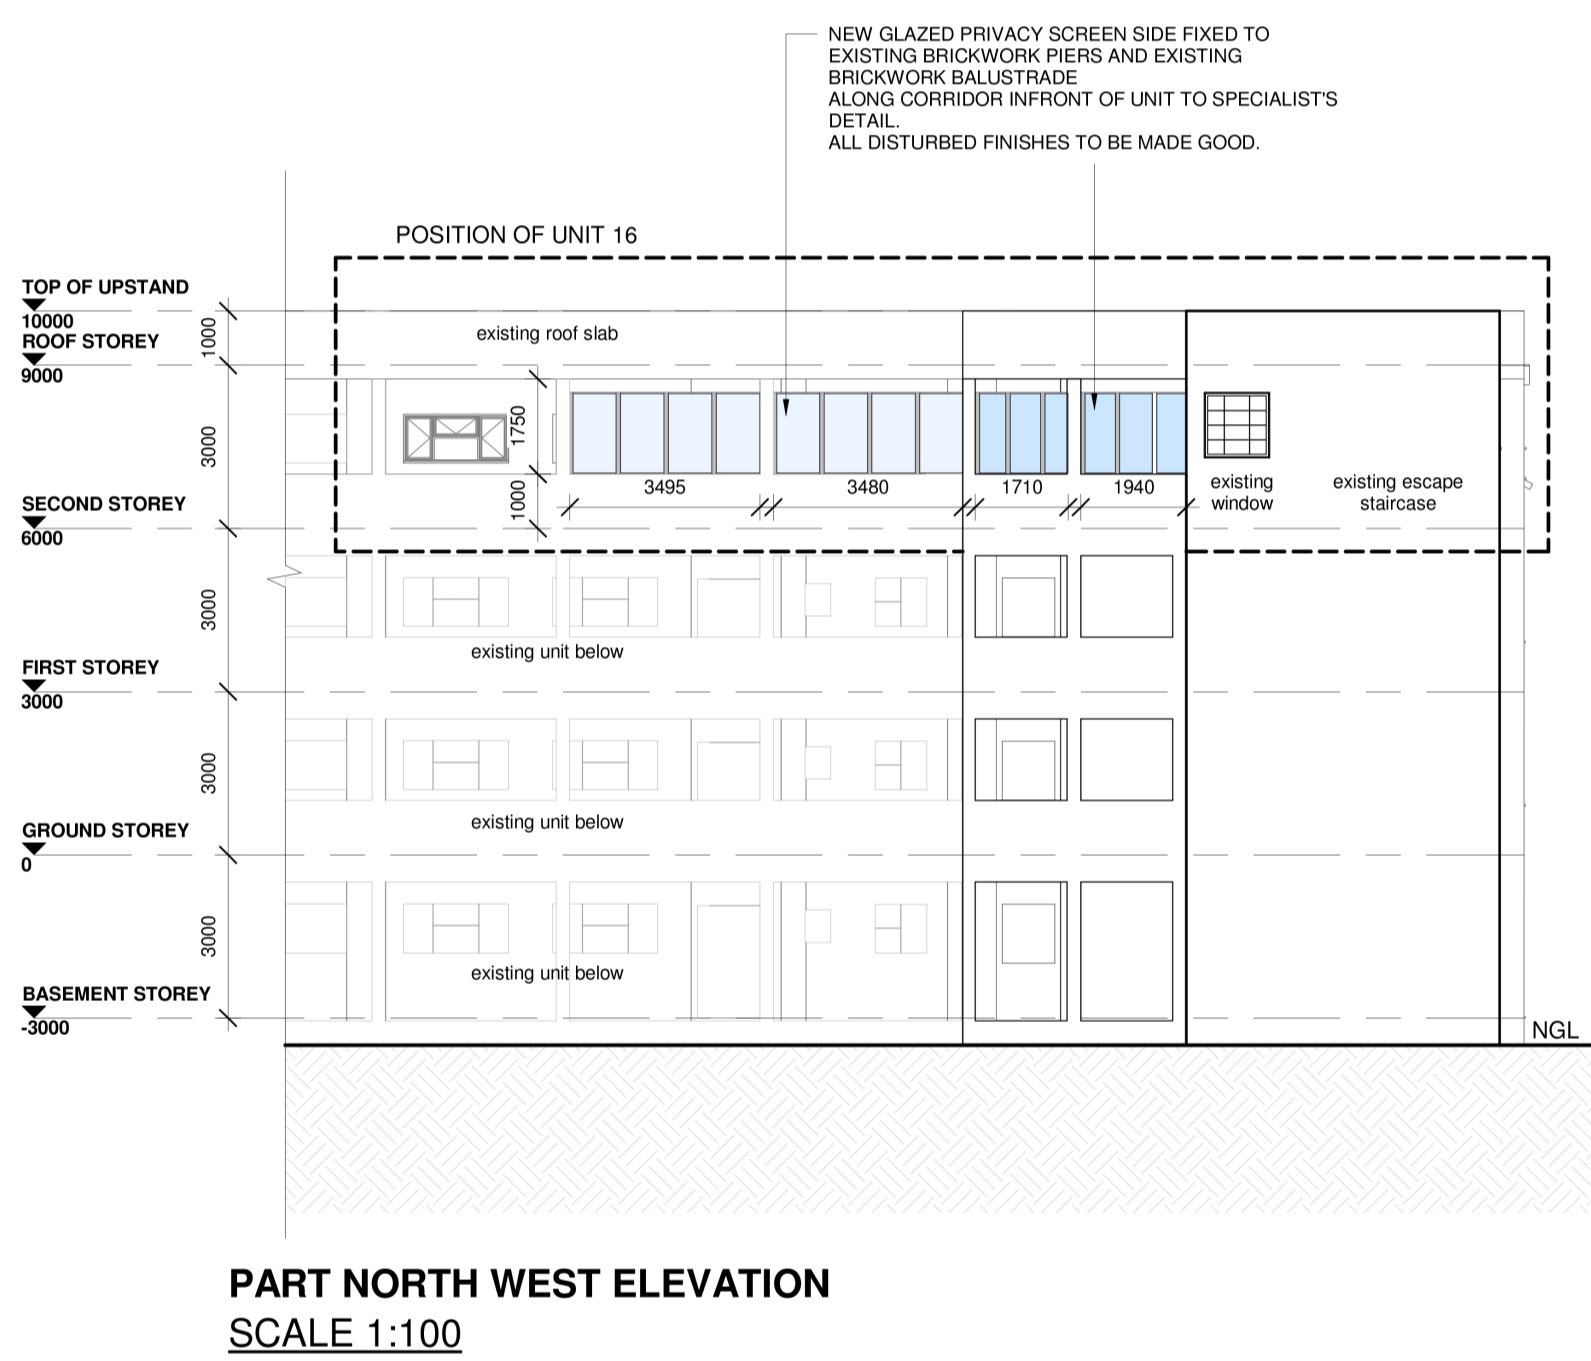 NEW GLAZED PRIVACY SCREEN SIDE FIXED TO
EXISTING BRICKWORK PIERS AND EXISTING
BRICKWORK BALUSTRADE
ALONG CORRIDOR INFRONT OF UNIT TO SPECIALIST'S
DETAIL.
ALL DISTURBED FINISHES TO BE MADE GOOD.
POSITION OF UNIT 16
TOP OF UPSTAND
10000
1000
existing roof slab
ROOF STOREY
9000
3000
1750
1000
3495
3480
1710
1940
existing
window
existing escape
staircase
SECOND STOREY
6000
3000
existing unit below
FIRST STOREY
3000
3000
existing unit below
GROUND STOREY
0
3000
existing unit below
BASEMENT STOREY
-3000
NGL
PART NORTH WEST ELEVATION
SCALE 1:100